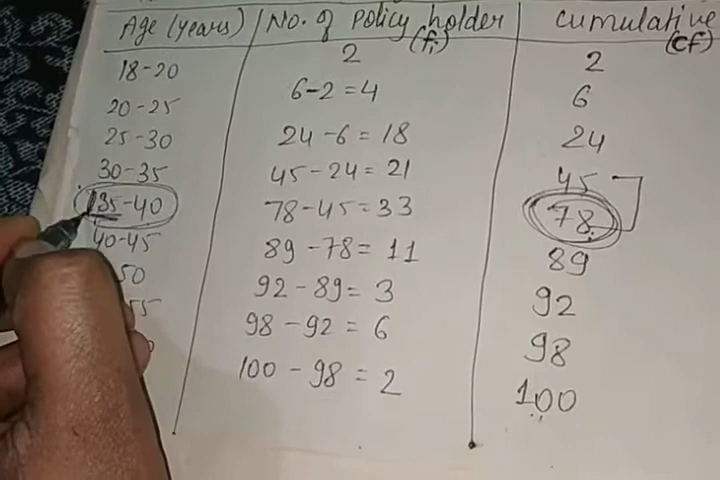 Age (years) No. of policy holder (fi) cumulative (cf)
18-20 2 2
20-25 6-2=4 6
25-30 24-6=18 24
30-35 45-24=21 45
35-40 78-45=33 78
40-45 89-78=11 89
50 92-89=3 92
55 98-92=6 98
100-98=2 100